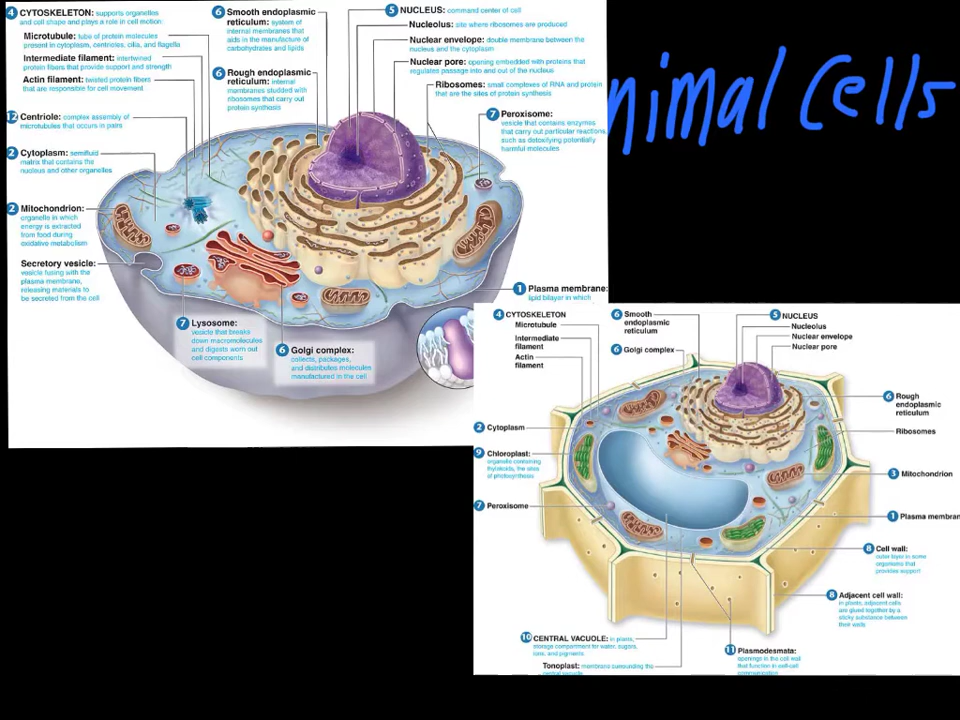 4 CYTOSKELETON: supports organelles
and cell shape and plays a role in cell motion:
Microtubule: tube of protein molecules
present in cytoplasm, centrioles, cilia, and flagella
Intermediate filament: intertwined
protein fibers that provide support and strength
Actin filament: twisted protein fibers
that are responsible for cell movement
12 Centriole: complex assembly of
microtubules that occurs in pairs
2 Cytoplasm: semifluid
matrix that contains the
nucleus and other organelles
2 Mitochondrion:
organelle in which
energy is extracted
from food during
oxidative metabolism
Secretory vesicle:
vesicle fusing with the
plasma membrane,
releasing materials to
be secreted from the cell
7 Lysosome:
vesicle that breaks
down macromolecules
and digests worn out
cell components
6 Golgi complex:
collects, packages,
and distributes molecules
manufactured in the cell
6 Smooth endoplasmic
reticulum: system of
internal membranes that
aids in the manufacture of
carbohydrates and lipids
6 Rough endoplasmic
reticulum: internal
membranes studded with
ribosomes that carry out
protein synthesis
5 NUCLEUS: command center of cell
Nucleolus: site where ribosomes are produced
Nuclear envelope: double membrane between the
nucleus and the cytoplasm
Nuclear pore: opening embedded with proteins that
regulates passage into and out of the nucleus
Ribosomes: small complexes of RNA and protein
that are the sites of protein synthesis
7 Peroxisome:
vesicle that contains enzymes
that carry out particular reactions,
such as detoxifying potentially
harmful molecules
1 Plasma membrane:
lipid bilayer in which
nimal Cells
4 CYTOSKELETON
Microtubule
Intermediate
filament
Actin
filament
2 Cytoplasm
9 Chloroplast:
organelle containing
thylakoids, the sites
of photosynthesis
7 Peroxisome
6 Smooth
endoplasmic
reticulum
6 Golgi complex
5 NUCLEUS
Nucleolus
Nuclear envelope
Nuclear pore
6 Rough
endoplasmic
reticulum
Ribosomes
3 Mitochondrion
1 Plasma membran
8 Cell wall:
outer layer in some
organisms that
provides support
8 Adjacent cell wall:
in plants, adjacent cells
are glued together by a
sticky substance between
their walls
10 CENTRAL VACUOLE: in plants,
storage compartment for water, sugars,
ions, and pigments
Tonoplast: membrane surrounding the
central vacuole
11 Plasmodesmata:
openings in the cell wall
that function in cell-cell
communication